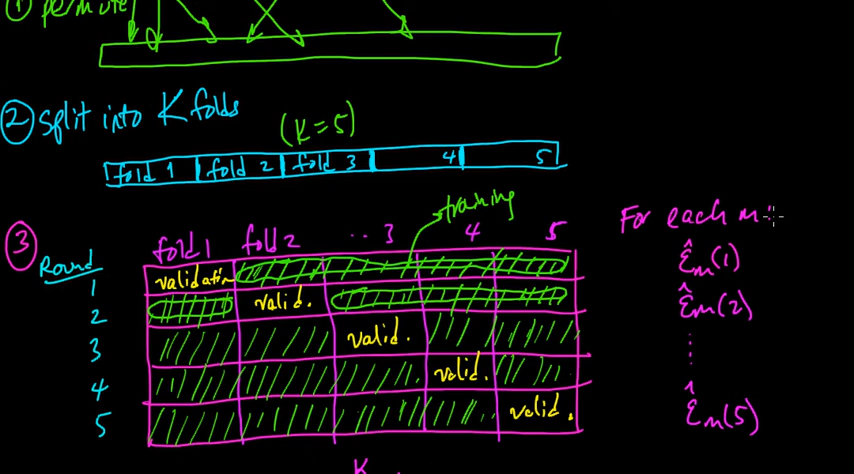 ① permute
② split into K folds
(K = 5)
fold 1 fold 2 fold 3 4 5
training
For each m
③ fold 1 fold 2 .. 3 4 5
Round
1 validation
2 valid.
3 valid.
4 valid.
5 valid.
Ê_m(1)
Ê_m(2)
⋮
Ê_m(5)
K